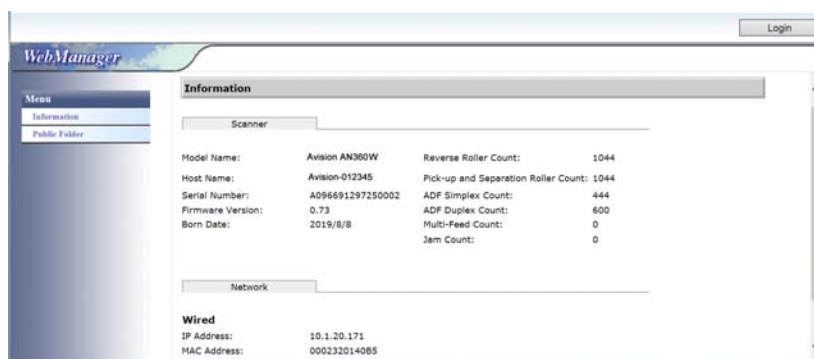 Login
WebManager
Menu
Information
Public Folder
Information
Scanner
Model Name: Avision AN360W Reverse Roller Count: 1044
Host Name: Avision-012345 Pick-up and Separation Roller Count: 1044
Serial Number: A096691297250002 ADF Simplex Count: 444
Firmware Version: 0.73 ADF Duplex Count: 600
Born Date: 2019/8/8 Multi-Feed Count: 0
Jam Count: 0
Network
Wired
IP Address: 10.1.20.171
MAC Address: 0002320140B5